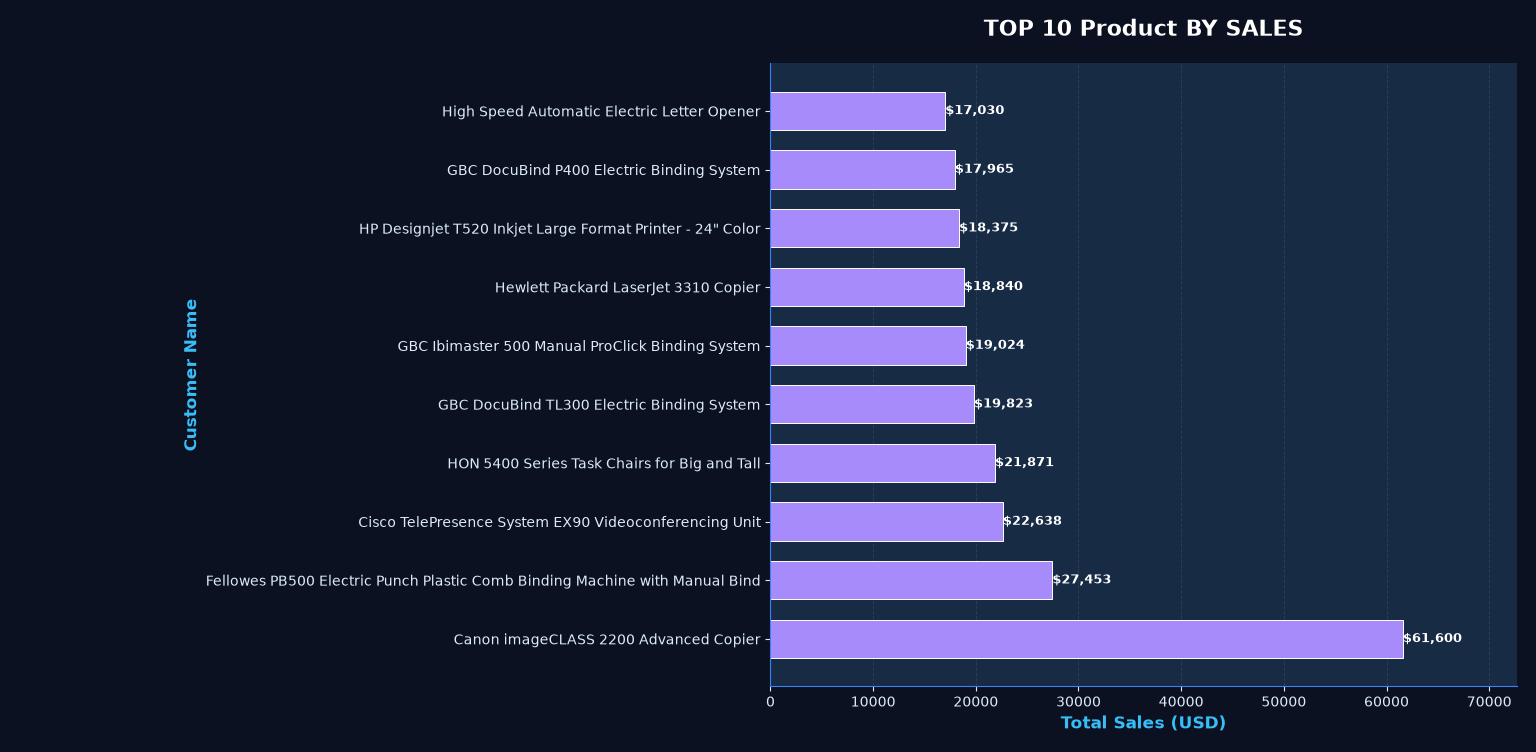 TOP 10 Product BY SALES
High Speed Automatic Electric Letter Opener
$17,030
GBC DocuBind P400 Electric Binding System
$17,965
HP Designjet T520 Inkjet Large Format Printer - 24" Color
$18,375
Hewlett Packard LaserJet 3310 Copier
$18,840
GBC Ibimaster 500 Manual ProClick Binding System
$19,024
GBC DocuBind TL300 Electric Binding System
$19,823
HON 5400 Series Task Chairs for Big and Tall
$21,871
Cisco TelePresence System EX90 Videoconferencing Unit
$22,638
Fellowes PB500 Electric Punch Plastic Comb Binding Machine with Manual Bind
$27,453
Canon imageCLASS 2200 Advanced Copier
$61,600
Customer Name
0 10000 20000 30000 40000 50000 60000 70000
Total Sales (USD)